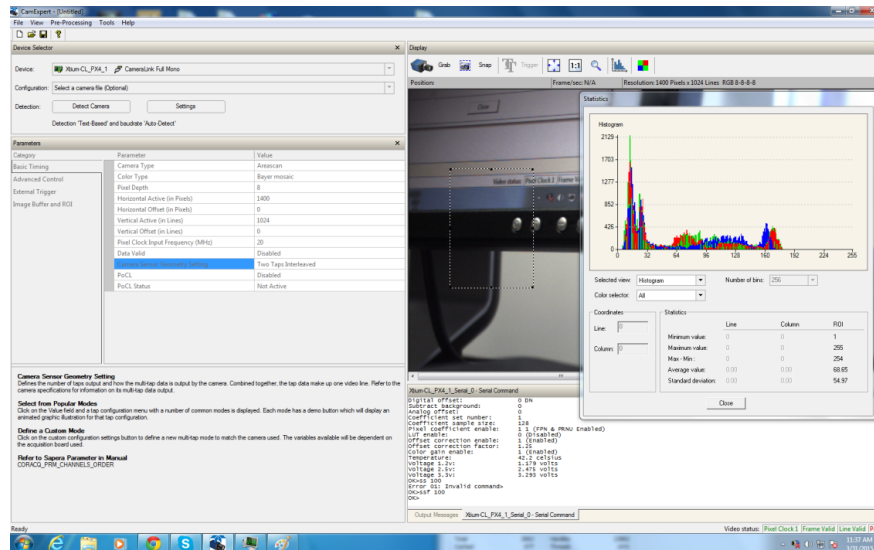 CamExpert - [Untitled]
File View Pre-Processing Tools Help
Device Selector
Device: Xtium-CL_PX4_1 CameraLink Full Mono
Configuration: Select a camera file (Optional)
Detection: Detect Camera Settings
Detection 'Text-Based' and baudrate 'Auto-Detect'
Parameters
Category Parameter Value
Basic Timing Camera Type Areascan
Advanced Control Color Type Bayer mosaic
External Trigger Pixel Depth 8
Image Buffer and ROI Horizontal Active (in Pixels) 1400
Horizontal Offset (in Pixels) 0
Vertical Active (in Lines) 1024
Vertical Offset (in Lines) 0
Pixel Clock Input Frequency (MHz) 20
Data Valid Disabled
Camera Sensor Geometry Setting Two Taps Interleaved
PoCL Disabled
PoCL Status Not Active
Camera Sensor Geometry Setting
Defines the number of taps output and how the multi-tap data is output by the camera. Combined together, the tap data make up one video line. Refer to the
camera specifications for information on its multi-tap data output.
Select from Popular Modes
Click on the Value field and a tap configuration menu with a number of common modes is displayed. Each mode has a demo button which will display an
animated graphic illustration for that tap configuration.
Define a Custom Mode
Click on the custom configuration settings button to define a new multi-tap mode to match the camera used. The variables available will be dependent on
the acquisition board used.
Refer to Sapera Parameter in Manual
CORACQ_PRM_CHANNELS_ORDER
Display
Grab Snap Trigger 1:1
Position: Frame/sec: N/A Resolution: 1400 Pixels x 1024 Lines RGB 8-8-8-8
Close
Video status: Pixel Clock 1 Frame
Statistics
Histogram
2129
1703
1277
852
426
0
0 32 64 96 128 160 192 224 255
Selected view: Histogram Number of bins: 256
Color selector: All
Coordinates
Line: 0
Column: 0
Statistics
Line Column ROI
Minimum value: 0 0 1
Maximum value: 0 0 255
Max - Min : 0 0 254
Average value: 0.00 0.00 68.65
Standard deviation: 0.00 0.00 54.97
Close
Xtium-CL_PX4_1_Serial_0 - Serial Command
Digital offset: 0 DN
Subtract background: 0
Analog offset: 0
Coefficient set number: 1
Coefficient sample size: 128
Pixel coefficient enable: 1 1 (FPN & PRNU Enabled)
LUT enable: 0 (Disabled)
Offset correction enable: 1 (Enabled)
Offset correction factor: 1.25
Color gain enable: 1 (Enabled)
Temperature: 42.2 Celsius
Voltage 1.2v: 1.179 volts
Voltage 2.5v: 2.475 volts
Voltage 3.3v: 3.293 volts
OK>ss 100
Error 01: Invalid command>
OK>ssf 100
OK>
Output Messages Xtium-CL_PX4_1_Serial_0 - Serial Command
Ready
Video status: Pixel Clock 1 Frame Valid Line Valid
11:37 AM
3/21/2015